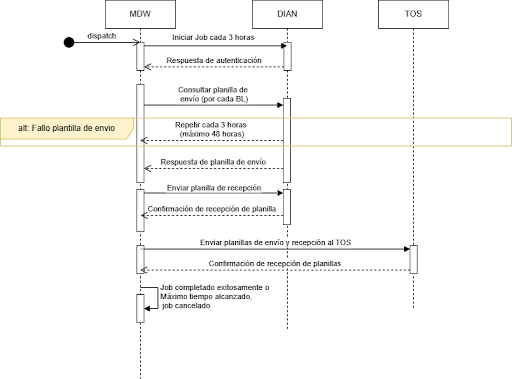 MDW
DIAN
TOS
dispatch
Iniciar Job cada 3 horas
Respuesta de autenticación
Consultar planilla de
envío (por cada BL)
alt: Fallo plantilla de envio
Repetir cada 3 horas
(máximo 48 horas)
Respuesta de planilla de envío
Enviar planilla de recepción
Confirmación de recepción de planilla
Enviar planillas de envío y recepción al TOS
Confirmación de recepción de planillas
Job completado exitosamente o
Máximo tiempo alcanzado,
job cancelado